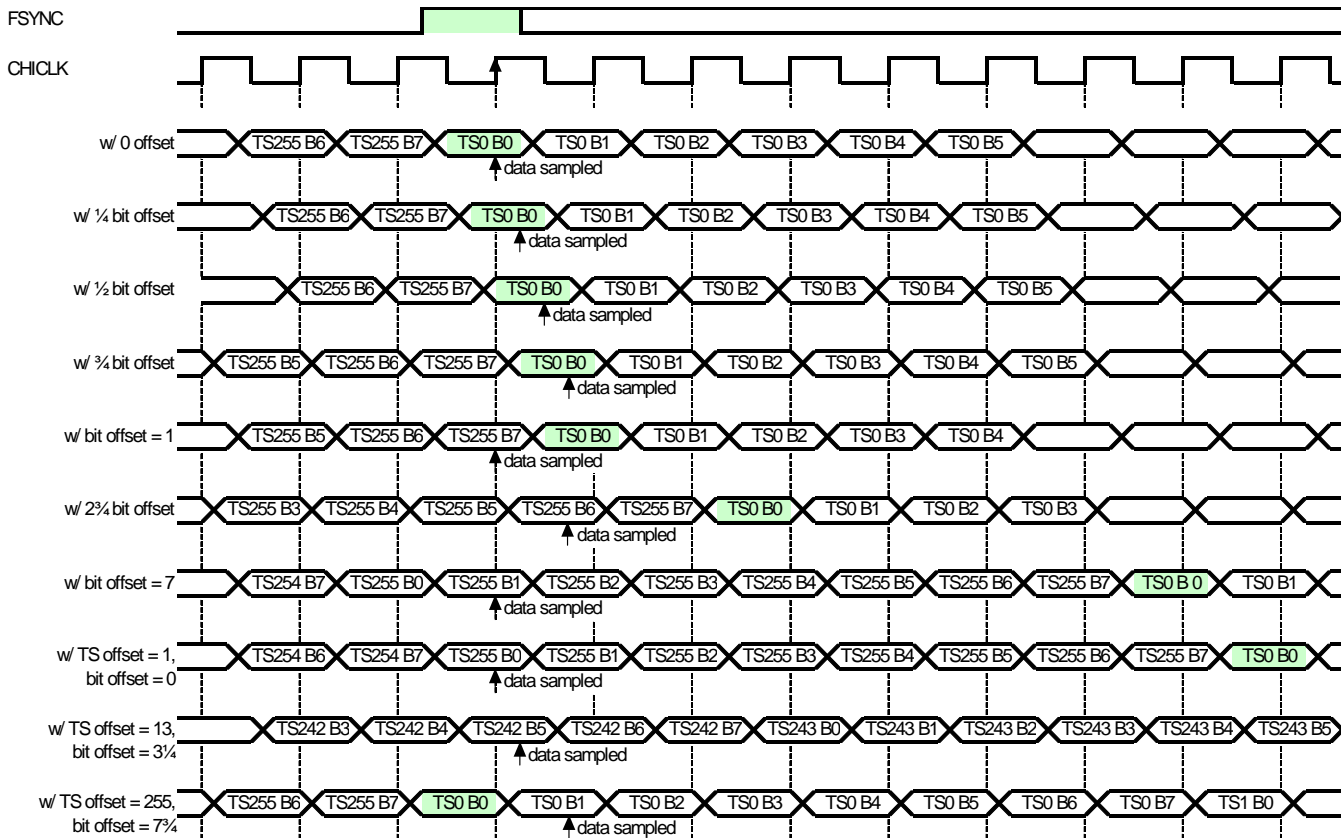 FSYNC
CHICLK
w/ 0 offset TS255 B6 TS255 B7 TS0 B0 TS0 B1 TS0 B2 TS0 B3 TS0 B4 TS0 B5
data sampled
w/ ¼ bit offset TS255 B6 TS255 B7 TS0 B0 TS0 B1 TS0 B2 TS0 B3 TS0 B4 TS0 B5
data sampled
w/ ½ bit offset TS255 B6 TS255 B7 TS0 B0 TS0 B1 TS0 B2 TS0 B3 TS0 B4 TS0 B5
data sampled
w/ ¾ bit offset TS255 B5 TS255 B6 TS255 B7 TS0 B0 TS0 B1 TS0 B2 TS0 B3 TS0 B4 TS0 B5
data sampled
w/ bit offset = 1 TS255 B5 TS255 B6 TS255 B7 TS0 B0 TS0 B1 TS0 B2 TS0 B3 TS0 B4
data sampled
w/ 2¾ bit offset TS255 B3 TS255 B4 TS255 B5 TS255 B6 TS255 B7 TS0 B0 TS0 B1 TS0 B2 TS0 B3
data sampled
w/ bit offset = 7 TS254 B7 TS255 B0 TS255 B1 TS255 B2 TS255 B3 TS255 B4 TS255 B5 TS255 B6 TS255 B7 TS0 B 0 TS0 B1
data sampled
w/ TS offset = 1, TS254 B6 TS254 B7 TS255 B0 TS255 B1 TS255 B2 TS255 B3 TS255 B4 TS255 B5 TS255 B6 TS255 B7 TS0 B0
bit offset = 0 data sampled
w/ TS offset = 13, TS242 B3 TS242 B4 TS242 B5 TS242 B6 TS242 B7 TS243 B0 TS243 B1 TS243 B2 TS243 B3 TS243 B4 TS243 B5
bit offset = 3¼ data sampled
w/ TS offset = 255, TS255 B6 TS255 B7 TS0 B0 TS0 B1 TS0 B2 TS0 B3 TS0 B4 TS0 B5 TS0 B6 TS0 B7 TS1 B0
bit offset = 7¾ data sampled